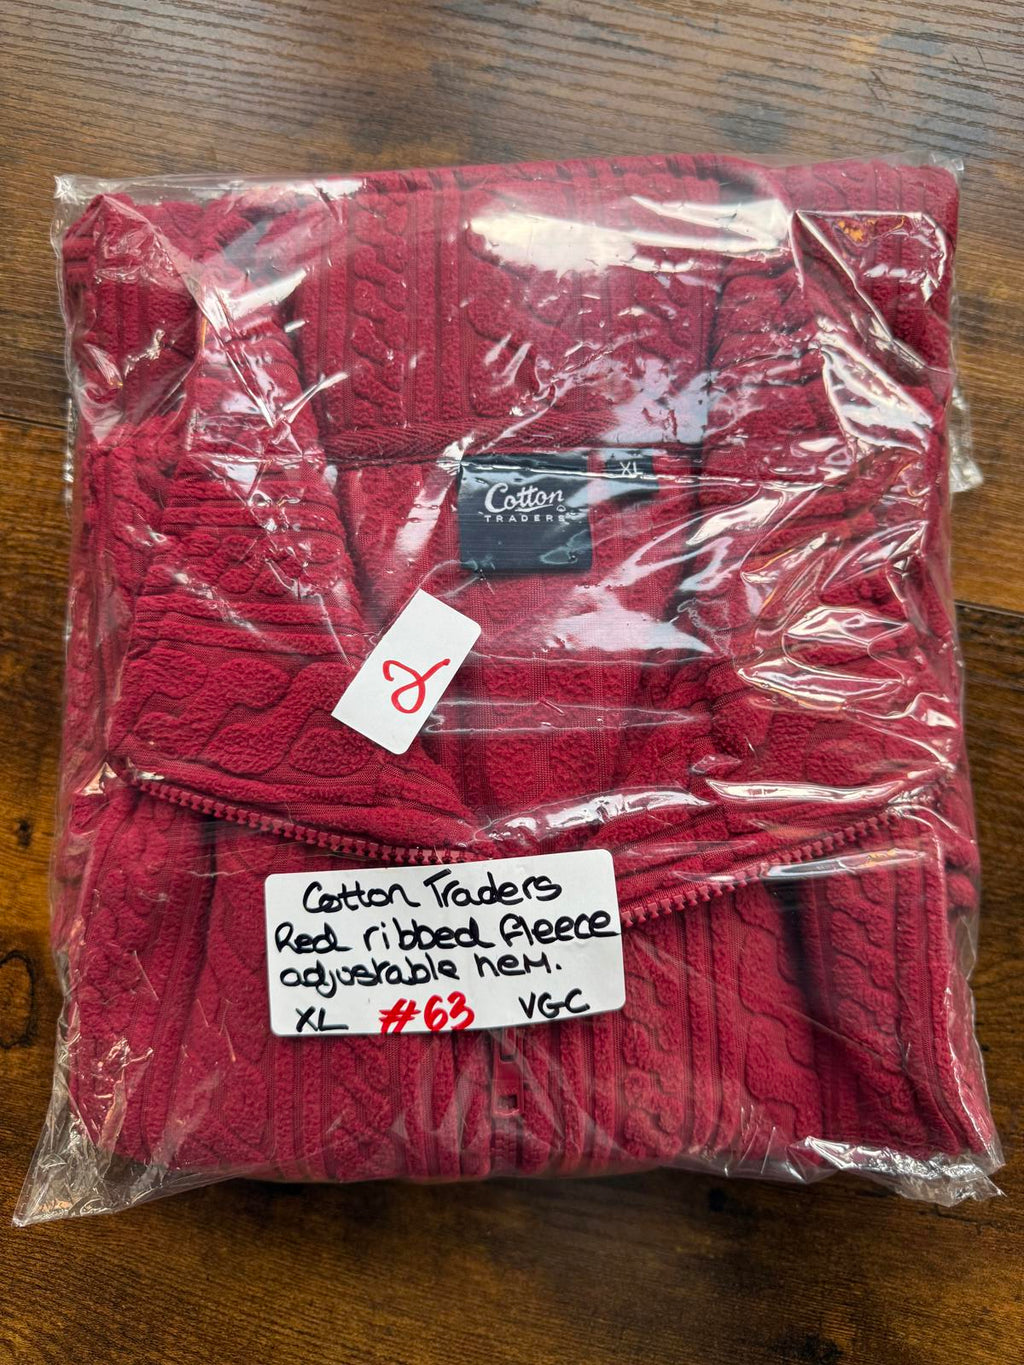 Cotton
TRADERS
XL
Cotton Traders
Red ribbed fleece
adjustable hem.
XL #63 VGC